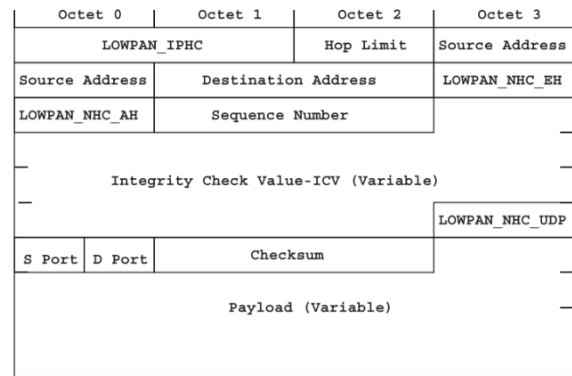 Octet 0 Octet 1 Octet 2 Octet 3
LOWPAN_IPHC Hop Limit Source Address
Source Address Destination Address LOWPAN_NHC_EH
LOWPAN_NHC_AH Sequence Number
Integrity Check Value-ICV (Variable)
LOWPAN_NHC_UDP
S Port D Port Checksum
Payload (Variable)